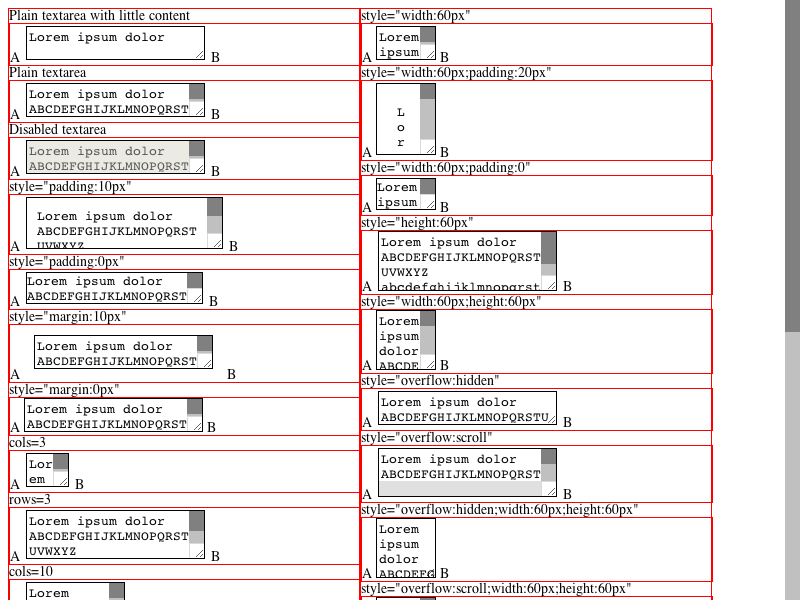 Plain textarea with little content
Lorem ipsum dolor
A B
Plain textarea
Lorem ipsum dolor
ABCDEFGHIJKLMNOPQRST
A B
Disabled textarea
Lorem ipsum dolor
ABCDEFGHIJKLMNOPQRST
A B
style="padding:10px"
Lorem ipsum dolor
ABCDEFGHIJKLMNOPQRST
UVWXYZ
A B
style="padding:0px"
Lorem ipsum dolor
ABCDEFGHIJKLMNOPQRST
A B
style="margin:10px"
Lorem ipsum dolor
ABCDEFGHIJKLMNOPQRST
A B
style="margin:0px"
Lorem ipsum dolor
ABCDEFGHIJKLMNOPQRST
A B
cols=3
Lor
em
A B
rows=3
Lorem ipsum dolor
ABCDEFGHIJKLMNOPQRST
UVWXYZ
A B
cols=10
Lorem
style="width:60px"
Lorem
ipsum
A B
style="width:60px;padding:20px"
L
o
r
A B
style="width:60px;padding:0"
Lorem
ipsum
A B
style="height:60px"
Lorem ipsum dolor
ABCDEFGHIJKLMNOPQRST
UVWXYZ
abcdefghijklmnopqrst
A B
style="width:60px;height:60px"
Lorem
ipsum
dolor
ABCDE
A B
style="overflow:hidden"
Lorem ipsum dolor
ABCDEFGHIJKLMNOPQRSTU
A B
style="overflow:scroll"
Lorem ipsum dolor
ABCDEFGHIJKLMNOPQRST
A B
style="overflow:hidden;width:60px;height:60px"
Lorem
ipsum
dolor
ABCDEFG
A B
style="overflow:scroll;width:60px;height:60px"